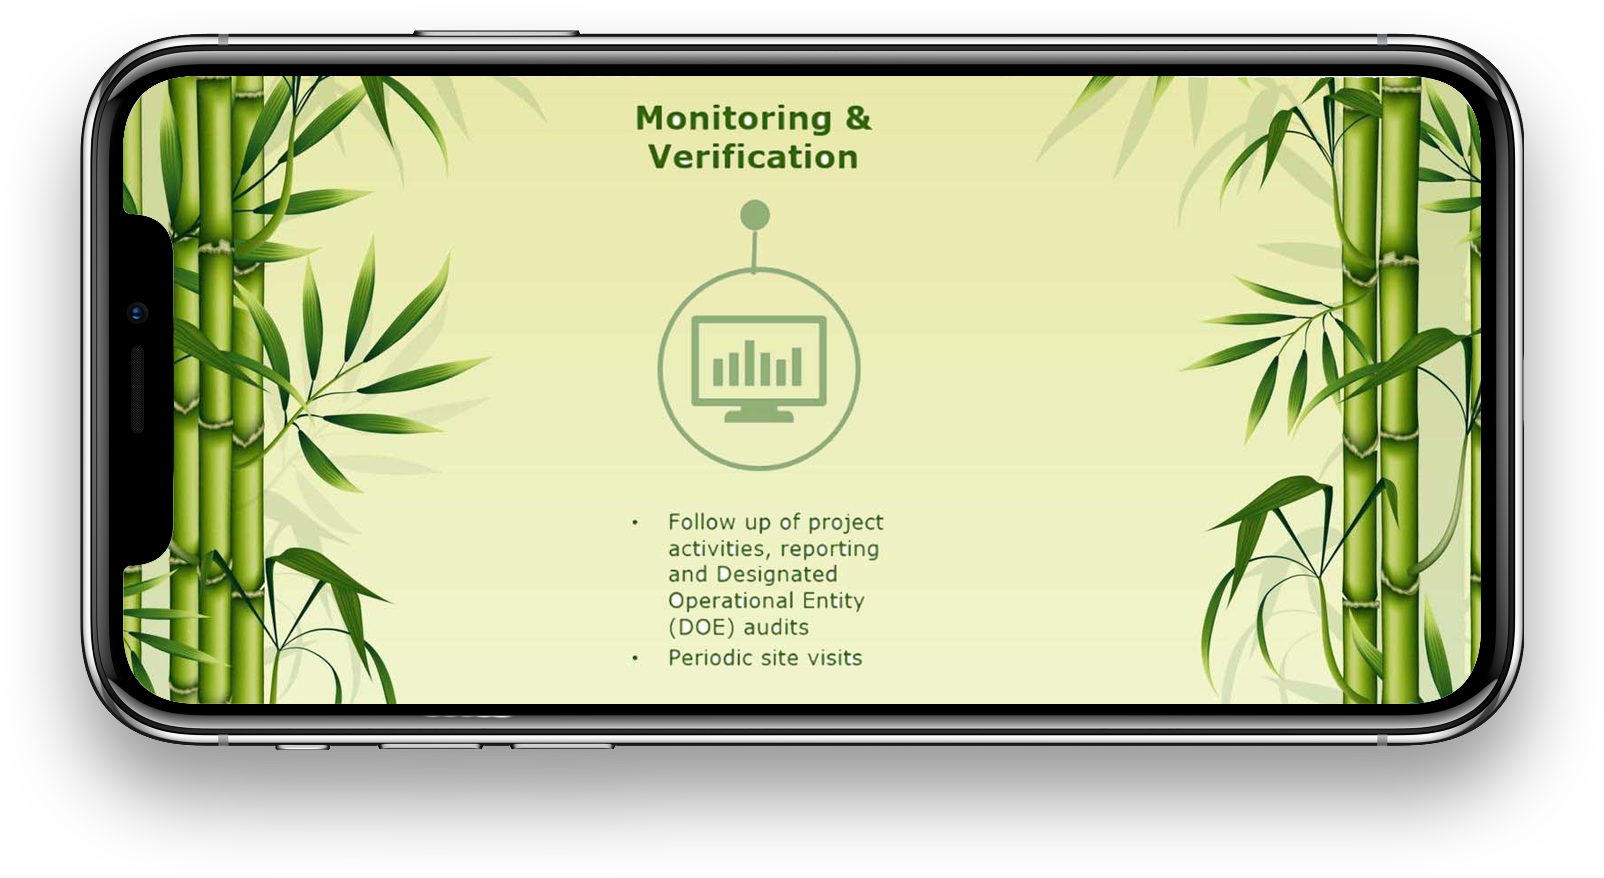 Monitoring &
Verification
• Follow up of project
activities, reporting
and Designated
Operational Entity
(DOE) audits
• Periodic site visits